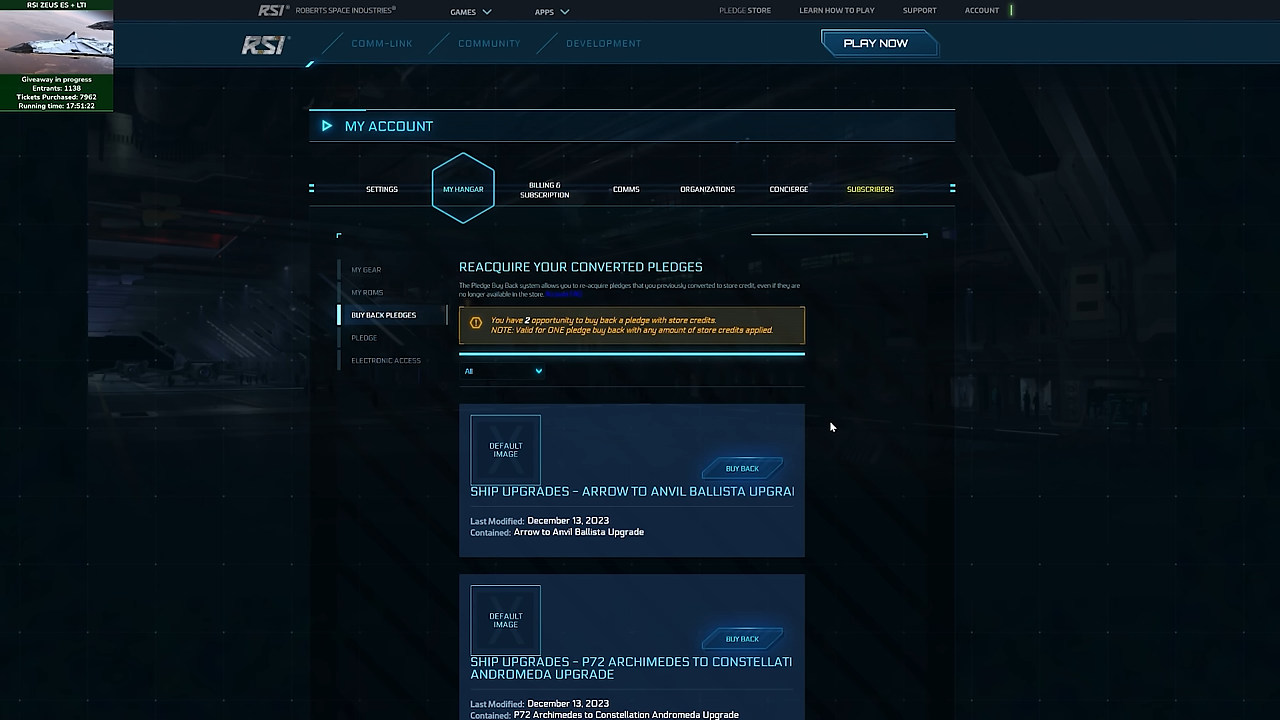 RSI ZEUS ES + LTI
Giveaway in progress
Entrants: 1138
Tickets Purchased: 7962
Running time: 17:51:22
RSI ROBERTS SPACE INDUSTRIES®
GAMES
APPS
PLEDGE STORE
LEARN HOW TO PLAY
SUPPORT
ACCOUNT
RSI
COMM-LINK
COMMUNITY
DEVELOPMENT
PLAY NOW
MY ACCOUNT
SETTINGS
MY HANGAR
BILLING &
SUBSCRIPTION
COMMS
ORGANIZATIONS
CONCIERGE
SUBSCRIBERS
MY GEAR
MY ROMS
BUY BACK PLEDGES
PLEDGE
ELECTRONIC ACCESS
REACQUIRE YOUR CONVERTED PLEDGES
The Pledge Buy Back system allows you to re-acquire pledges that you previously converted to store credit, even if they are
no longer available in the store.
You have 2 opportunity to buy back a pledge with store credits.
NOTE: Valid for ONE pledge buy back with any amount of store credits applied.
All
DEFAULT
IMAGE
BUY BACK
SHIP UPGRADES - ARROW TO ANVIL BALLISTA UPGRA
Last Modified: December 13, 2023
Contained: Arrow to Anvil Ballista Upgrade
DEFAULT
IMAGE
BUY BACK
SHIP UPGRADES - P72 ARCHIMEDES TO CONSTELLATI
ANDROMEDA UPGRADE
Last Modified: December 13, 2023
Contained: P72 Archimedes to Constellation Andromeda Upgrade